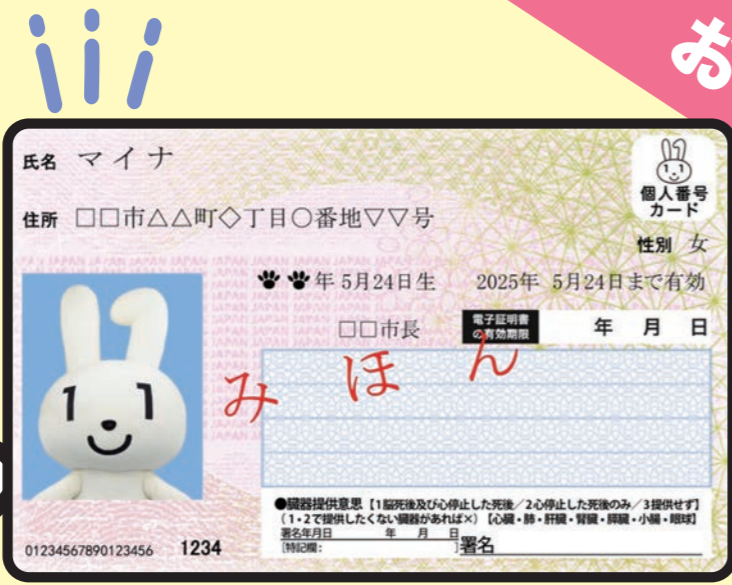 お
氏名 マイナ
個人番号
カード
住所 □□市△△町◇丁目○番地▽▽号
性別 女
年 5月24日生 2025年 5月24日まで有効
□□市長 電子証明書
の有効期限 年 月 日
みほん
●臓器提供意思【1脳死後及び心停止した死後／2心停止した死後のみ／3提供せず】
（1・2で提供したくない臓器があれば×）【心臓・肺・肝臓・腎臓・膵臓・小腸・眼球】
署名年月日 年 月 日
[特記欄： ]署名
01234567890123456 1234